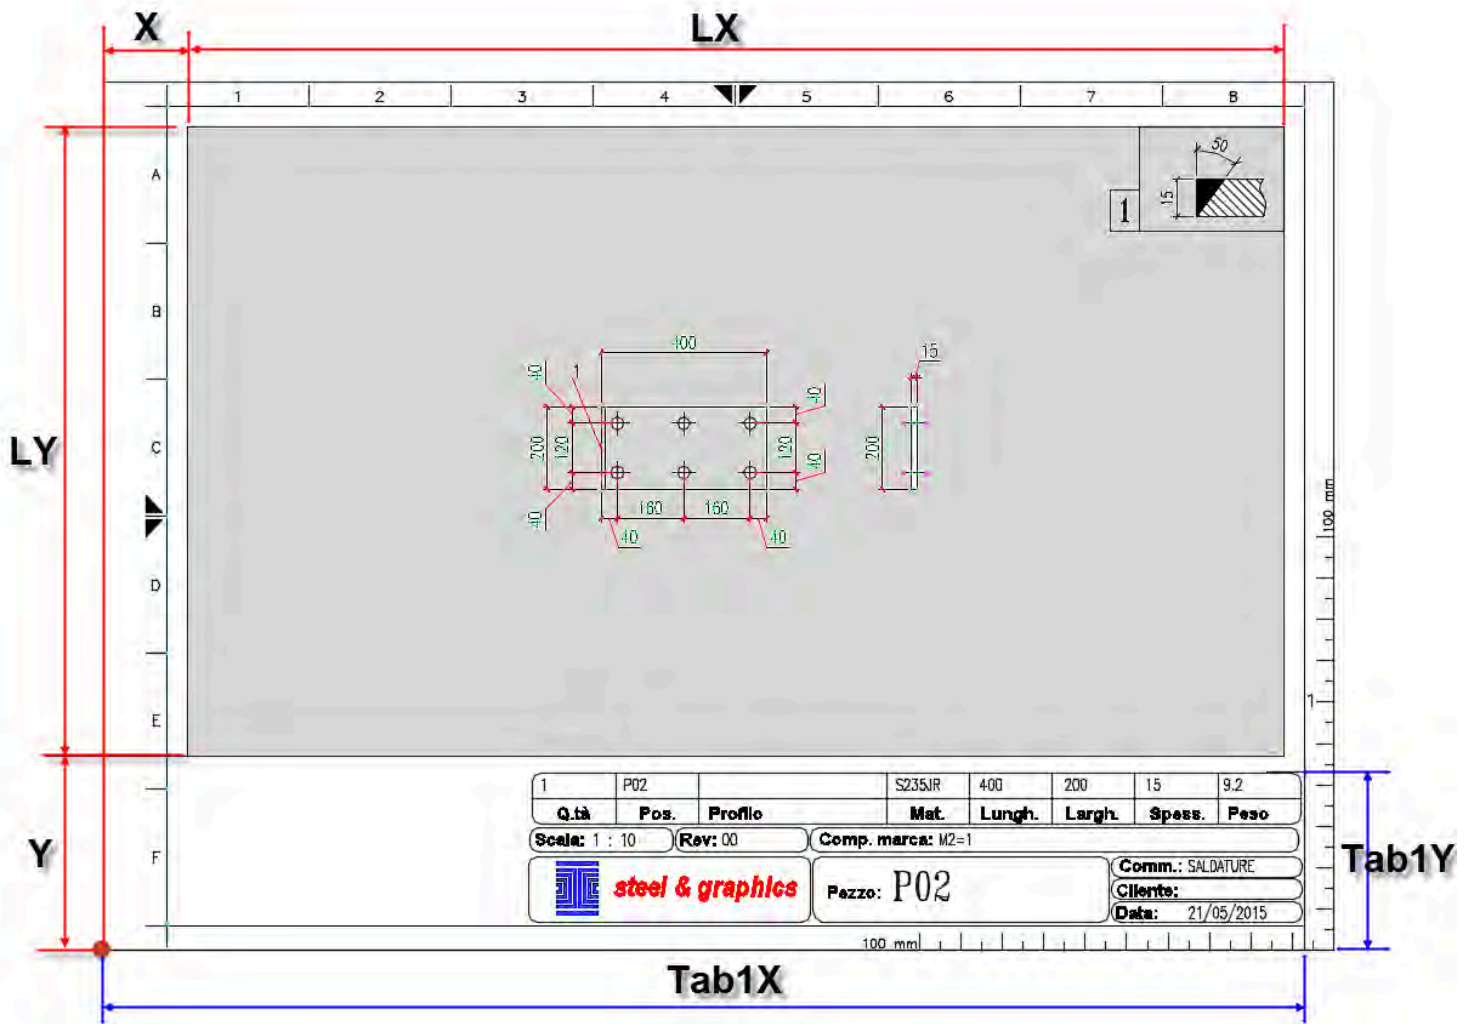 X
LX
1 2 3 4 5 6 7 8
A
50
15
1
B
400
15
40
1
40
LY
C
200
120
120
200
40
160
160
40
40
40
100 mm
D
E
1
1 P02 S235JR 400 200 15 9.2
Q.tà Pos. Profilo Mat. Lungh. Largh. Spess. Peso
Scala: 1 : 10 Rev: 00 Comp. marca: M2=1
Y
F
Tab1Y
steel & graphics
Pezzo: P02
Comm.: SALDATURE
Cliente:
Data: 21/05/2015
100 mm
Tab1X